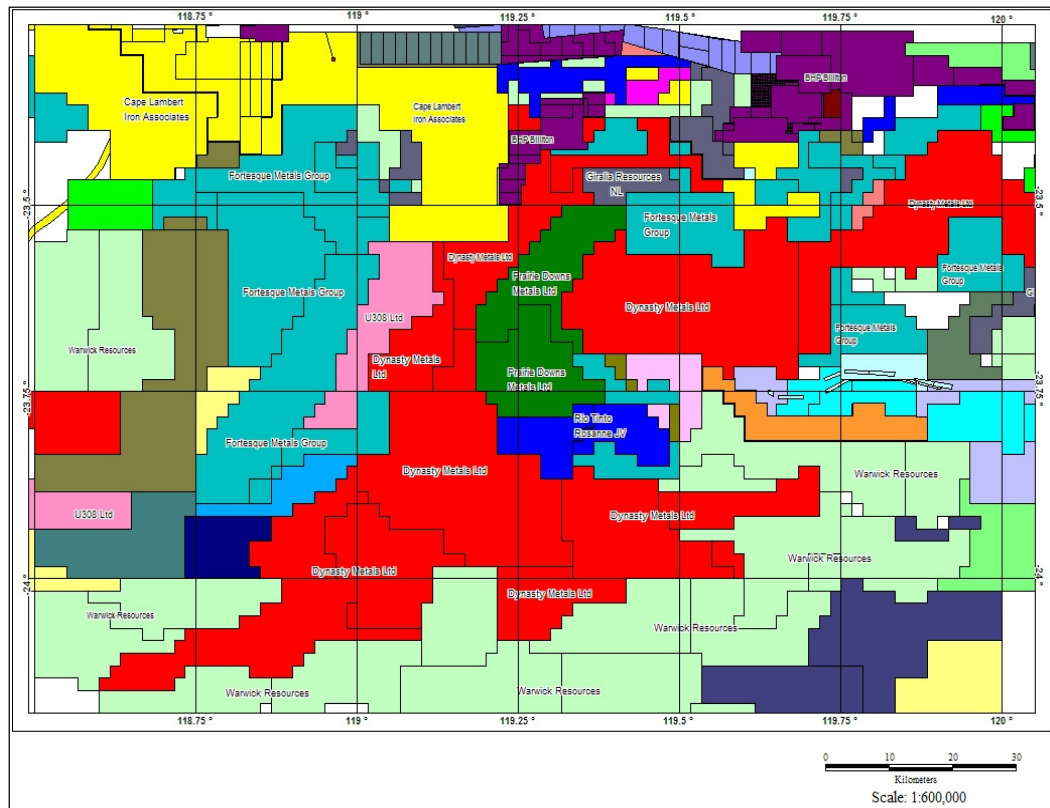 118.75 °
119 °
119.25 °
119.5 °
119.75 °
120 °
BHP Billiton
Cape Lambert
Iron Associates
Cape Lambert
Iron Associates
BHP Billiton
Fortesque Metals Group
Giralia Resources
NL
-23.5 °
-23.5 °
Dynasty Metals Ltd
Fortesque Metals
Group
Dynasty Metals Ltd
Fortesque Metals Group
Prairie Downs
Metals Ltd
Fortesque Metals
Group
G
Dynasty Metals Ltd
U308 Ltd
Fortesque Metals
Group
Warwick Resources
Dynasty Metals
Ltd
Prairie Downs
Metals Ltd
-23.75 °
-23.75 °
Rio Tinto
Rosanne JV
Fortesque Metals Group
Dynasty Metals Ltd
Warwick Resources
U308 Ltd
Dynasty Metals Ltd
Warwick Resources
Dynasty Metals Ltd
-24 °
-24 °
Dynasty Metals Ltd
Warwick Resources
Warwick Resources
Warwick Resources
Warwick Resources
118.75 °
119 °
119.25 °
119.5 °
119.75 °
120 °
0 10 20 30
Kilometers
Scale: 1:600,000